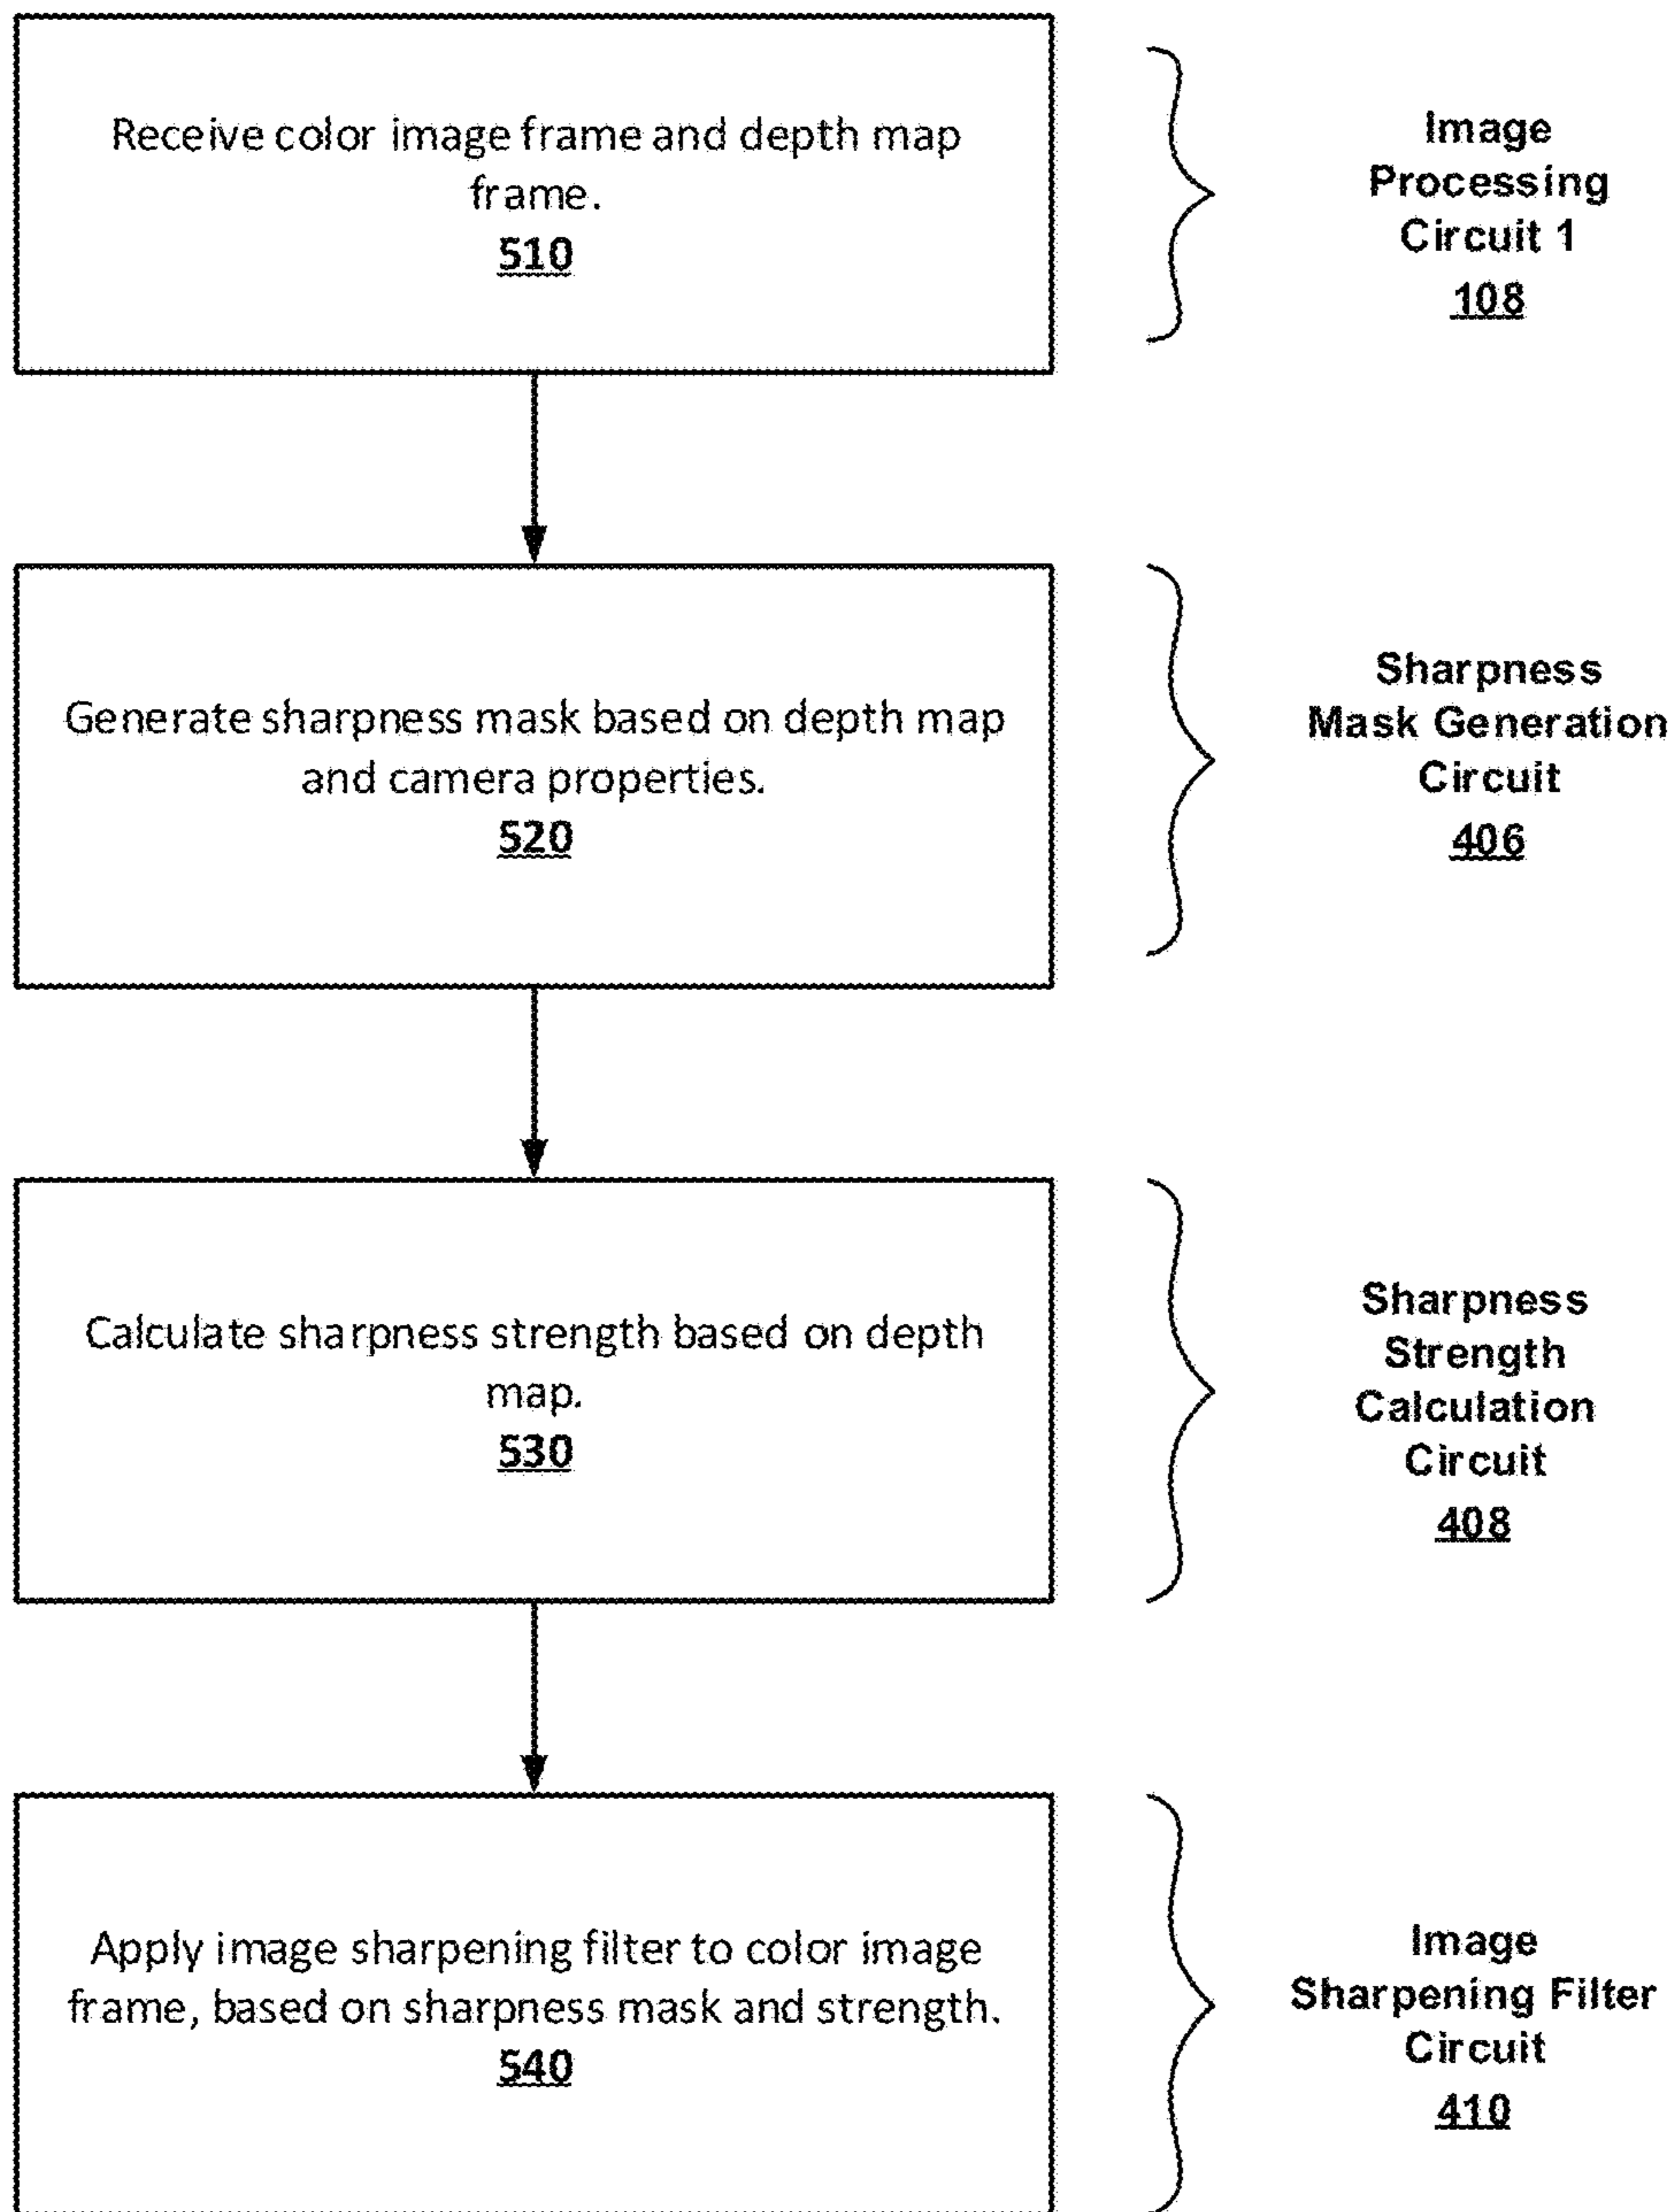 Receive color image frame and depth map
frame.
510
Image
Processing
Circuit 1
108
Generate sharpness mask based on depth map
and camera properties.
520
Sharpness
Mask Generation
Circuit
406
Calculate sharpness strength based on depth
map.
530
Sharpness
Strength
Calculation
Circuit
408
Apply image sharpening filter to color image
frame, based on sharpness mask and strength.
540
Image
Sharpening Filter
Circuit
410